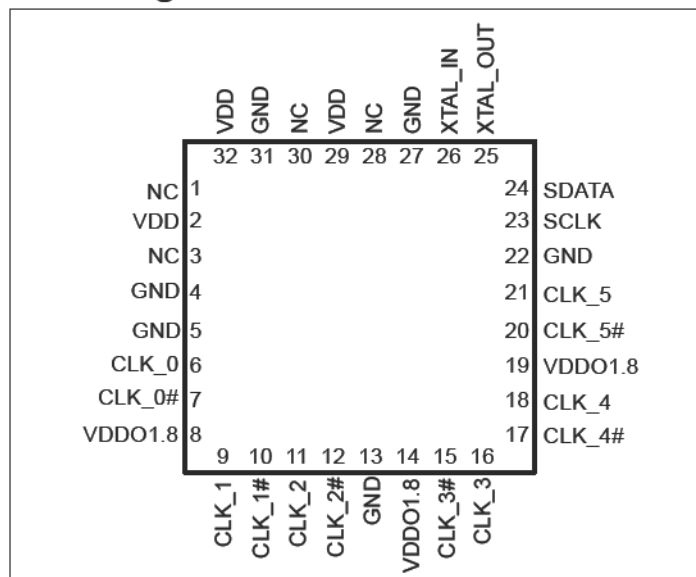 VDD GND NC VDD NC GND XTAL_IN XTAL_OUT
32 31 30 29 28 27 26 25
NC 1 24 SDATA
VDD 2 23 SCLK
NC 3 22 GND
GND 4 21 CLK_5
GND 5 20 CLK_5#
CLK_0 6 19 VDDO1.8
CLK_0# 7 18 CLK_4
VDDO1.8 8 17 CLK_4#
9 10 11 12 13 14 15 16
CLK_1 CLK_1# CLK_2 CLK_2# GND VDDO1.8 CLK_3# CLK_3